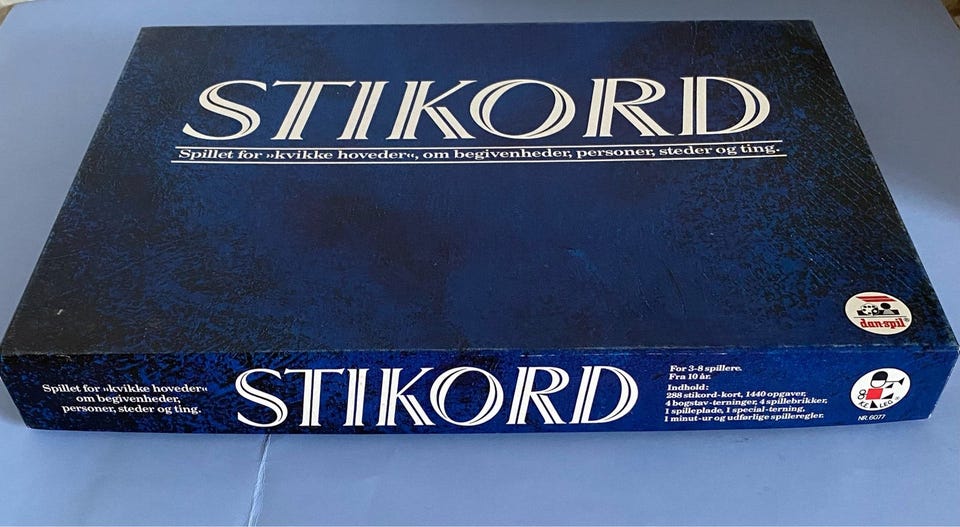 STIKORD
Spillet for »kvikke hoveder«, om begivenheder, personer, steder og ting.
dan-spil®
Spillet for »kvikke hoveder«
om begivenheder,
personer, steder og ting.
STIKORD
For 3-8 spillere.
Fra 10 år.
Indhold:
288 stikord-kort, 1440 opgaver,
4 bogstav-terninger, 4 spillebrikker,
1 spilleplade, 1 special-terning,
1 minut-ur og udførlige spilleregler.
LEG
NR. 6077